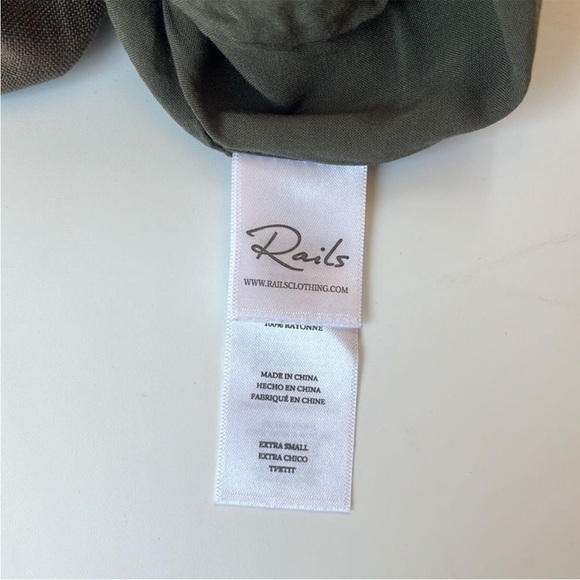 Rails
WWW.RAILSCLOTHING.COM
100% RAYONNE
MADE IN CHINA
HECHO EN CHINA
FABRIQUÉ EN CHINE
EXTRA SMALL
EXTRA CHICO
TPETIT